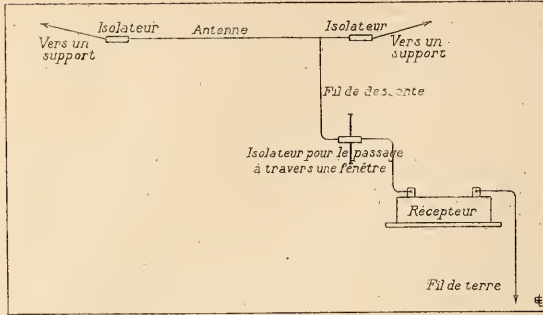 Isolateur
Antenne
Isolateur
Vers un
support
Vers un
support
Fil de descente
Isolateur pour le passage
à travers une fenêtre
Récepteur
Fil de terre